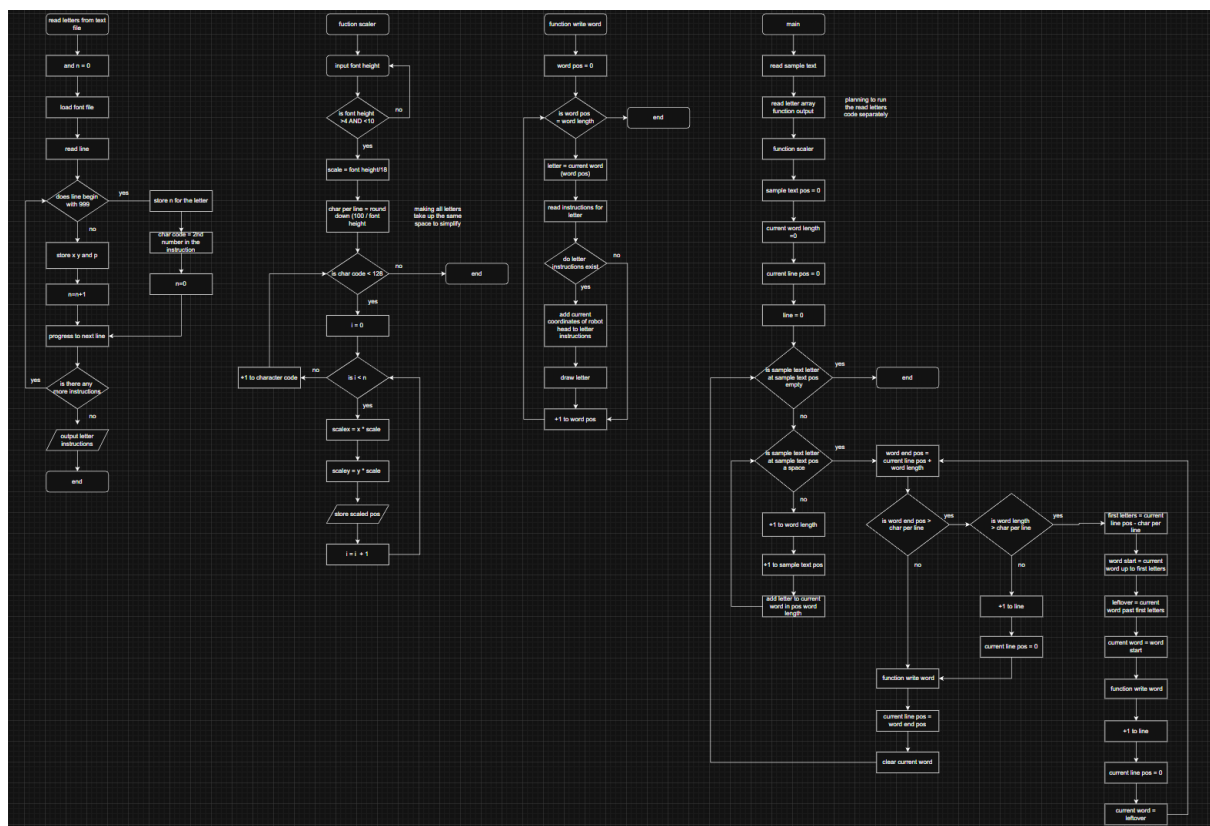 read letters from text
file
and n = 0
load font file
read line
does line begin
with 999
yes
store n for the letter
char code = 2nd
number in the
instruction
n=0
no
store x y and p
n=n+1
progress to next line
is there any
more instructions
yes
no
output letter
instructions
end
fuction scaler
input font height
is font height
>4 AND <10
no
yes
scale = font height/18
char per line = round
down (100 / font
height
making all letters
take up the same
space to simplify
is char code < 128
no
end
yes
i = 0
is i < n
no
+1 to character code
yes
scalex = x * scale
scaley = y * scale
store scaled pos
i = i + 1
function write word
word pos = 0
is word pos
= word length
end
letter = current word
(word pos)
read instructions for
letter
do letter
instructions exist
no
yes
add current
coordinates of robot
head to letter
instructions
draw letter
+1 to word pos
main
read sample text
read letter array
function output
planning to run
the read letters
code separately
function scaler
sample text pos = 0
current word length
=0
current line pos = 0
line = 0
is sample text letter
at sample text pos
empty
yes
end
no
is sample text letter
at sample text pos
a space
yes
no
+1 to word length
+1 to sample text pos
add letter to current
word in pos word
length
word end pos =
current line pos +
word length
is word end pos >
char per line
yes
no
is word length
> char per line
yes
no
+1 to line
current line pos = 0
function write word
current line pos =
word end pos
clear current word
first letters = current
line pos - char per
line
word start = current
word up to first letters
leftover = current
word past first letters
current word = word
start
function write word
+1 to line
current line pos = 0
current word =
leftover